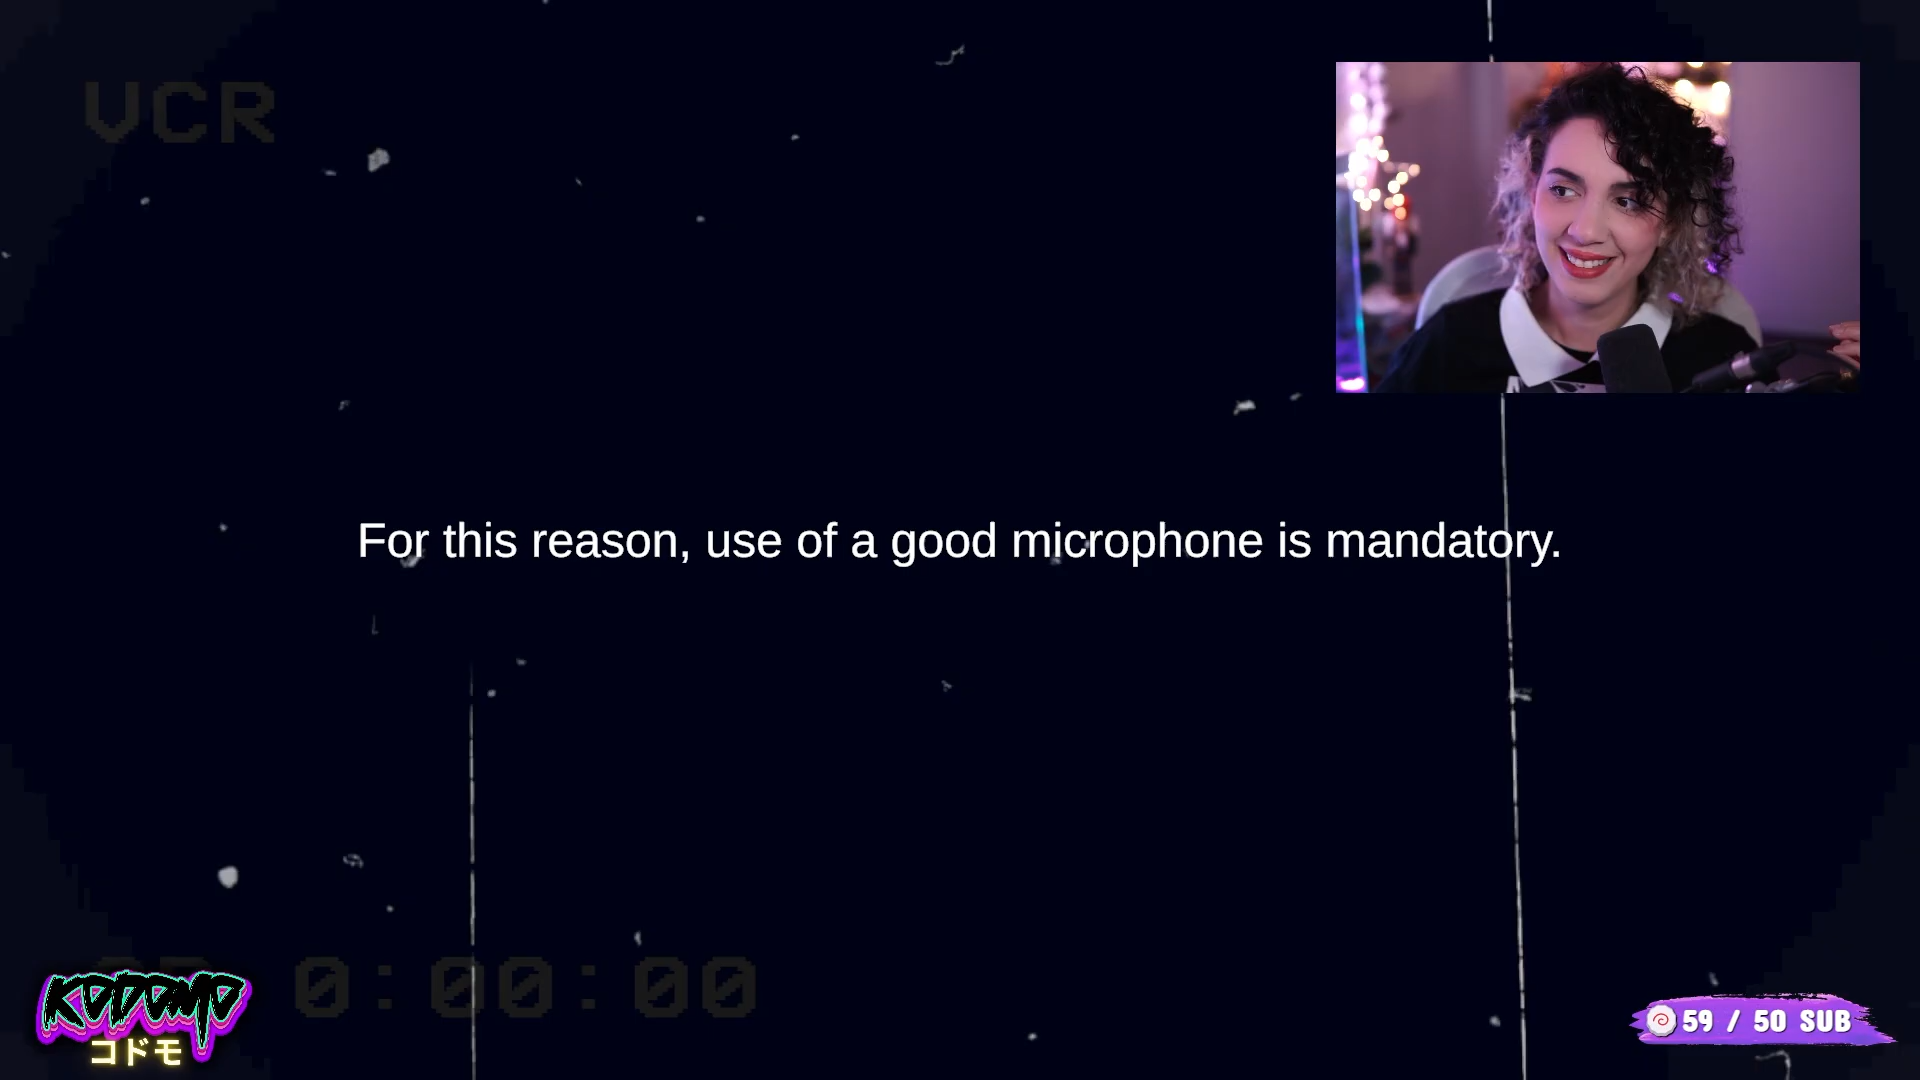 VCR
For this reason, use of a good microphone is mandatory.
0:00:00
KODOMO
コドモ
59 / 50 SUB